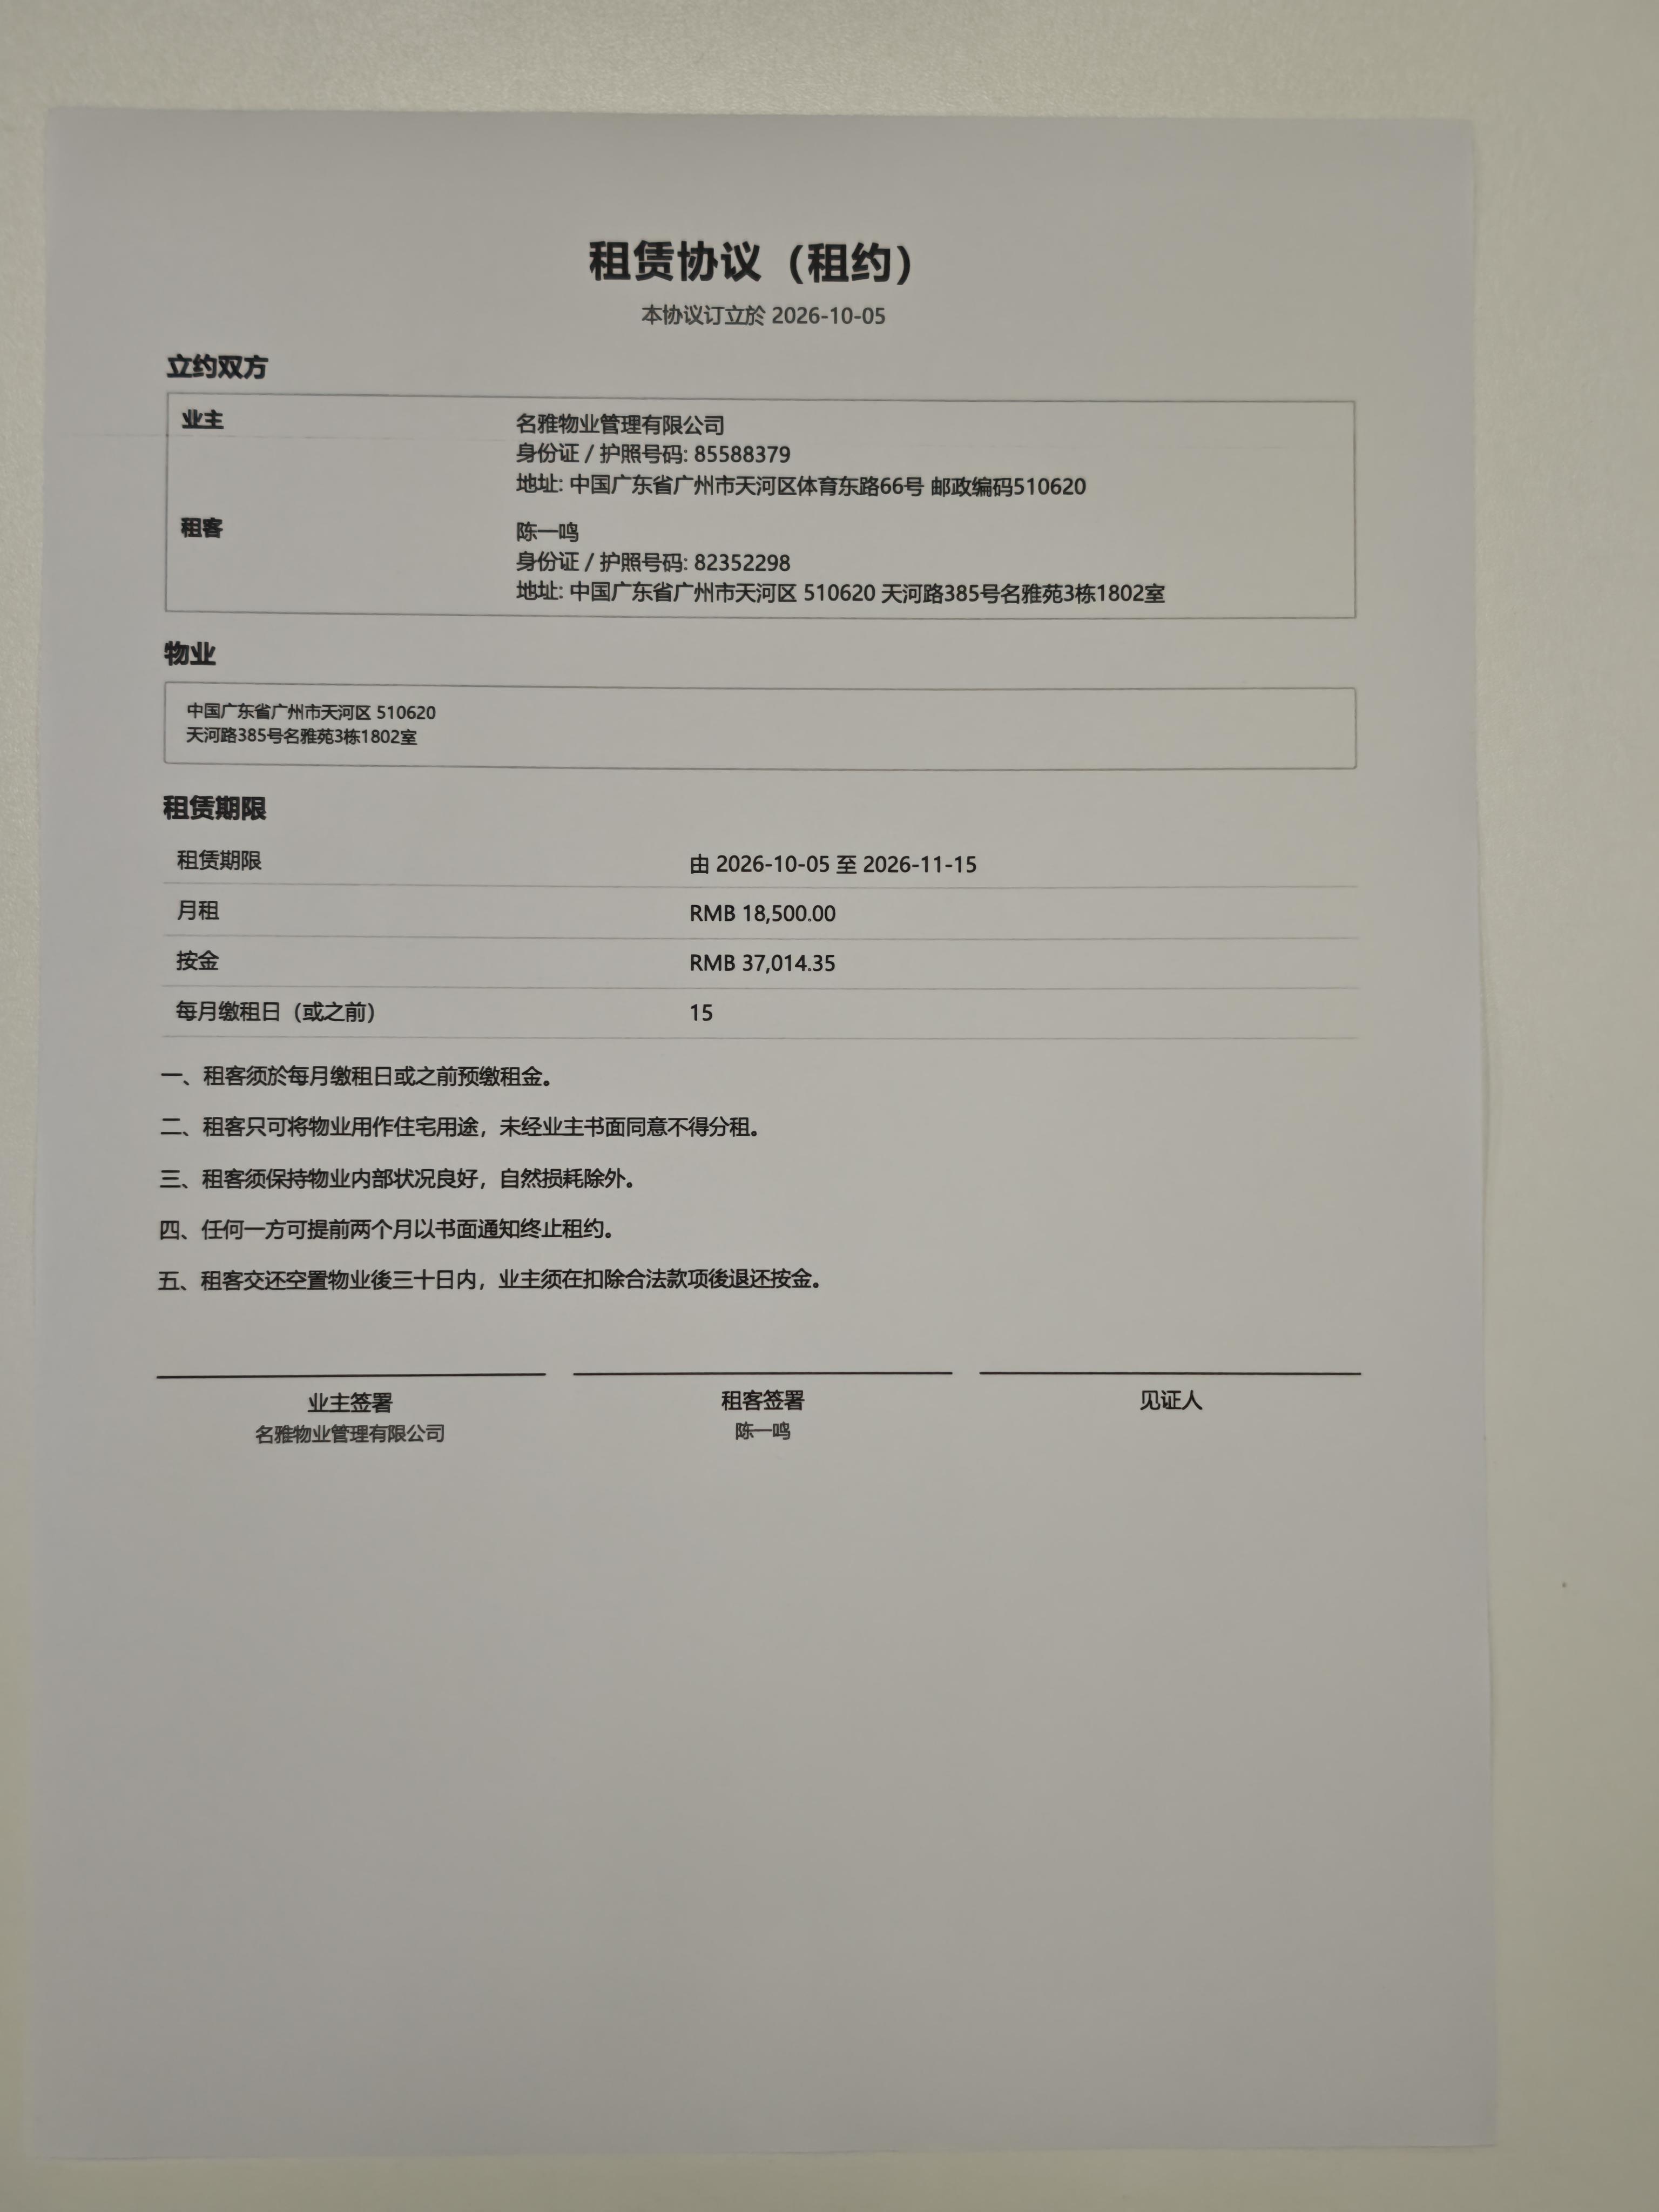 租赁协议（租约）
本协议订立於 2026-10-05
立约双方
业主
名雅物业管理有限公司
身份证 / 护照号码: 85588379
地址: 中国广东省广州市天河区体育东路66号 邮政编码510620
租客
陈一鸣
身份证 / 护照号码: 82352298
地址: 中国广东省广州市天河区 510620 天河路385号名雅苑3栋1802室
物业
中国广东省广州市天河区 510620
天河路385号名雅苑3栋1802室
租赁期限
租赁期限 由 2026-10-05 至 2026-11-15
月租 RMB 18,500.00
按金 RMB 37,014.35
每月缴租日（或之前） 15
一、租客须於每月缴租日或之前预缴租金。
二、租客只可将物业用作住宅用途，未经业主书面同意不得分租。
三、租客须保持物业内部状况良好，自然损耗除外。
四、任何一方可提前两个月以书面通知终止租约。
五、租客交还空置物业後三十日内，业主须在扣除合法款项後退还按金。
业主签署 租客签署 见证人
名雅物业管理有限公司 陈一鸣